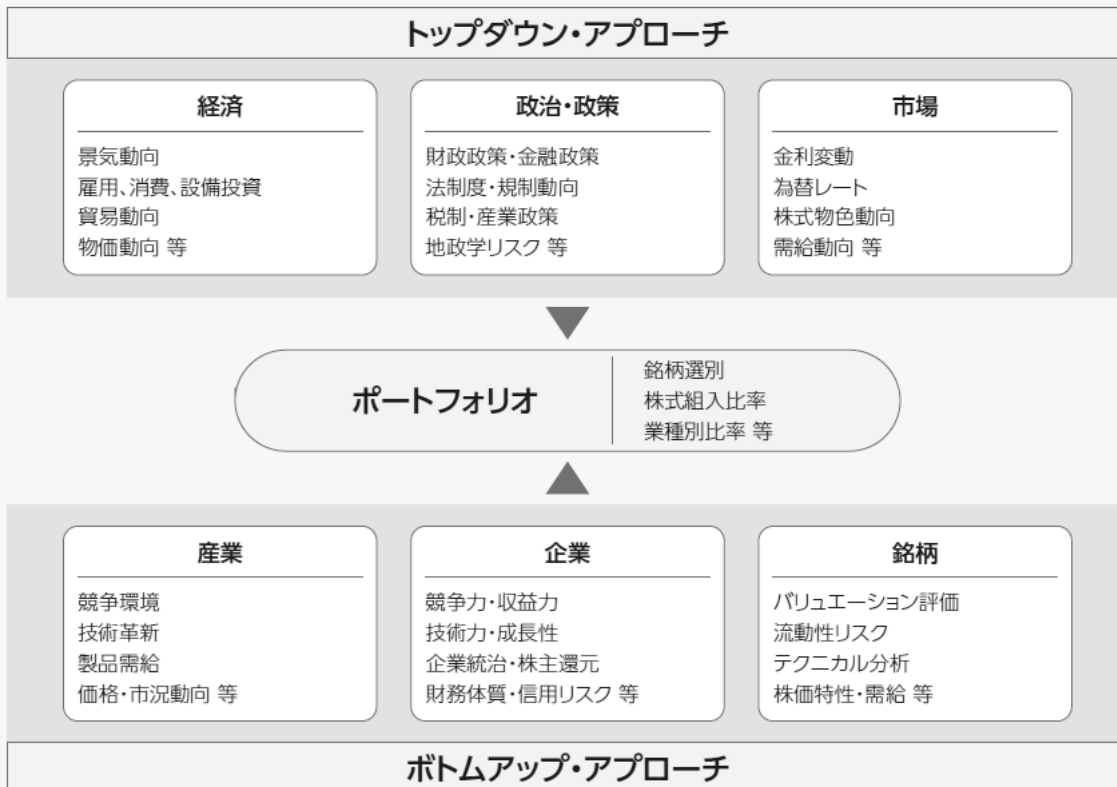 トップダウン・アプローチ
経済
景気動向
雇用、消費、設備投資
貿易動向
物価動向 等
政治・政策
財政政策・金融政策
法制度・規制動向
税制・産業政策
地政学リスク 等
市場
金利変動
為替レート
株式物色動向
需給動向 等
ポートフォリオ
銘柄選別
株式組入比率
業種別比率 等
産業
競争環境
技術革新
製品需給
価格・市況動向 等
企業
競争力・収益力
技術力・成長性
企業統治・株主還元
財務体質・信用リスク 等
銘柄
バリュエーション評価
流動性リスク
テクニカル分析
株価特性・需給 等
ボトムアップ・アプローチ